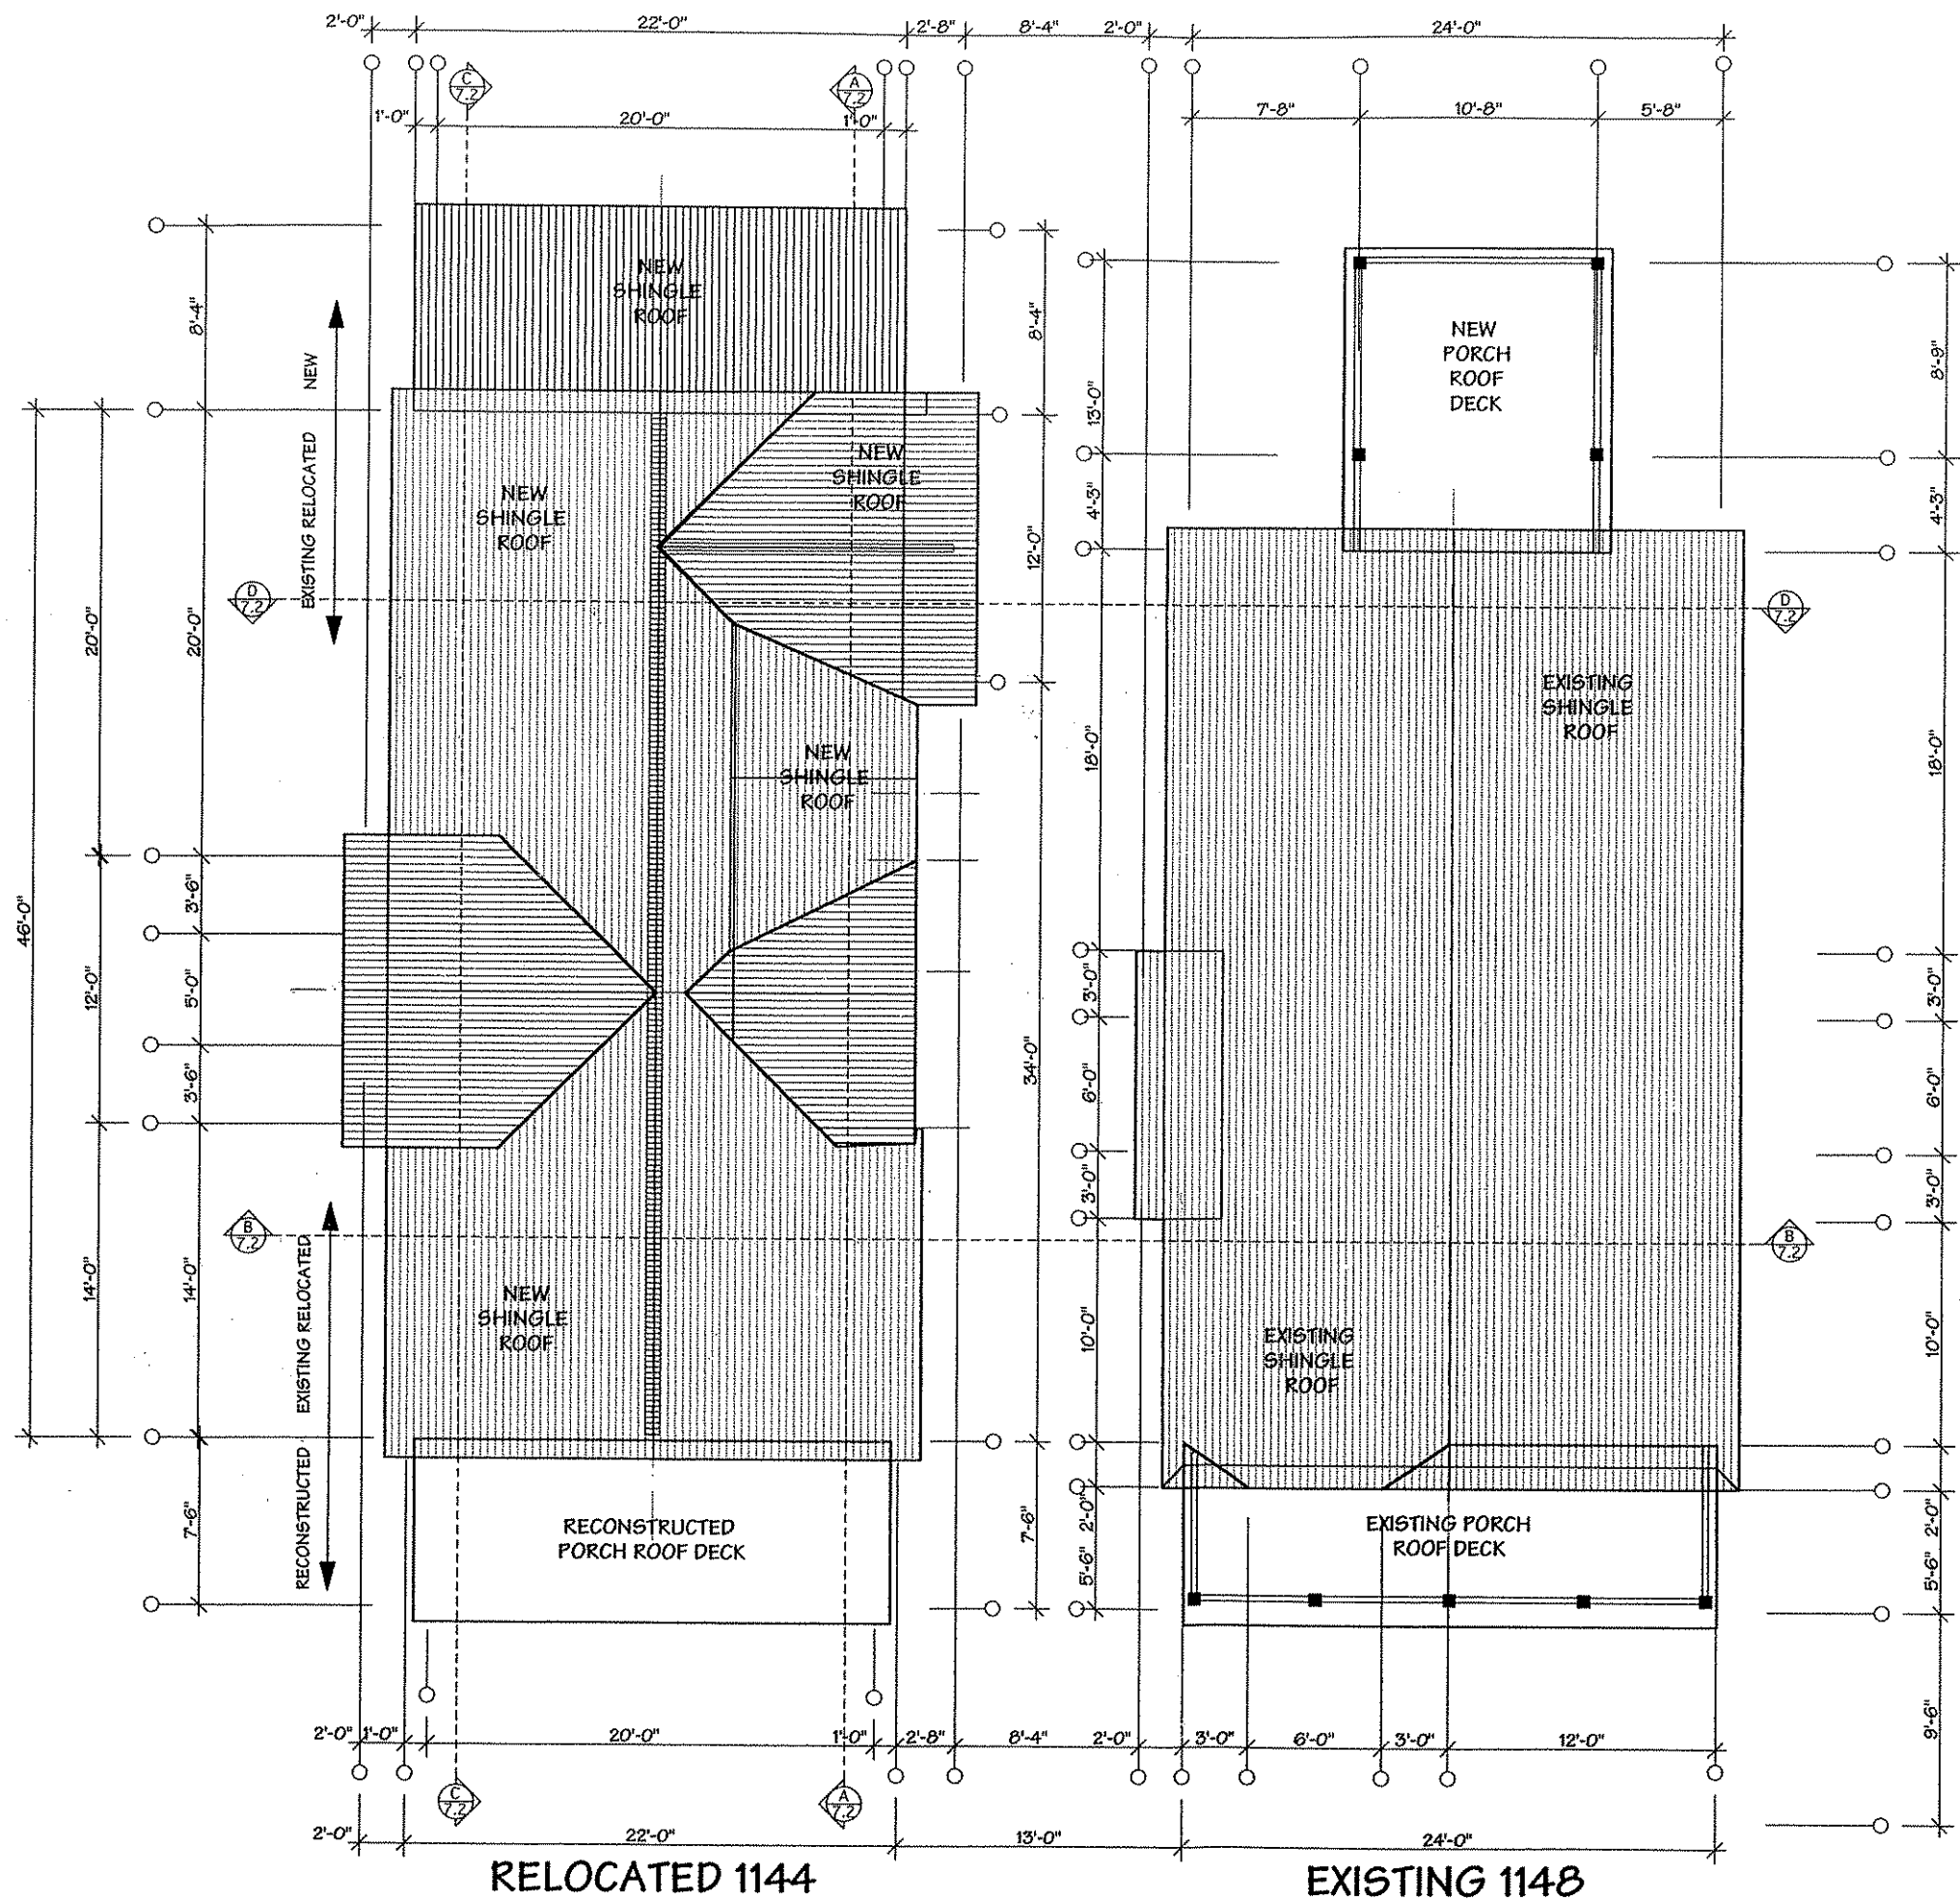 2'-0"
22'-0"
2'-8"
8'-4"
2'-0"
24'-0"
C
7.2
A
7.2
1'-0"
20'-0"
1'-0"
7'-8"
10'-8"
5'-8"
NEW
SHINGLE
ROOF
8'-4"
NEW
EXISTING RELOCATED
8'-4"
NEW
PORCH
ROOF
DECK
13'-0"
8'-9"
4'-3"
4'-3"
NEW
SHINGLE
ROOF
NEW
SHINGLE
ROOF
12'-0"
D
7.2
D
7.2
20'-0"
20'-0"
EXISTING
SHINGLE
ROOF
NEW
SHINGLE
ROOF
18'-0"
18'-0"
46'-0"
12'-0"
3'-6"
5'-0"
3'-6"
34'-0"
3'-0"
6'-0"
3'-0"
3'-0"
6'-0"
3'-0"
B
7.2
B
7.2
14'-0"
14'-0"
EXISTING RELOCATED
RECONSTRUCTED
NEW
SHINGLE
ROOF
10'-0"
EXISTING
SHINGLE
ROOF
10'-0"
7'-6"
RECONSTRUCTED
PORCH ROOF DECK
7'-6"
2'-0"
5'-6"
EXISTING PORCH
ROOF DECK
2'-0"
5'-6"
9'-6"
2'-0"
1'-0"
20'-0"
1'-0"
2'-8"
8'-4"
2'-0"
3'-0"
6'-0"
3'-0"
12'-0"
C
7.2
A
7.2
2'-0"
22'-0"
13'-0"
24'-0"
RELOCATED 1144
EXISTING 1148